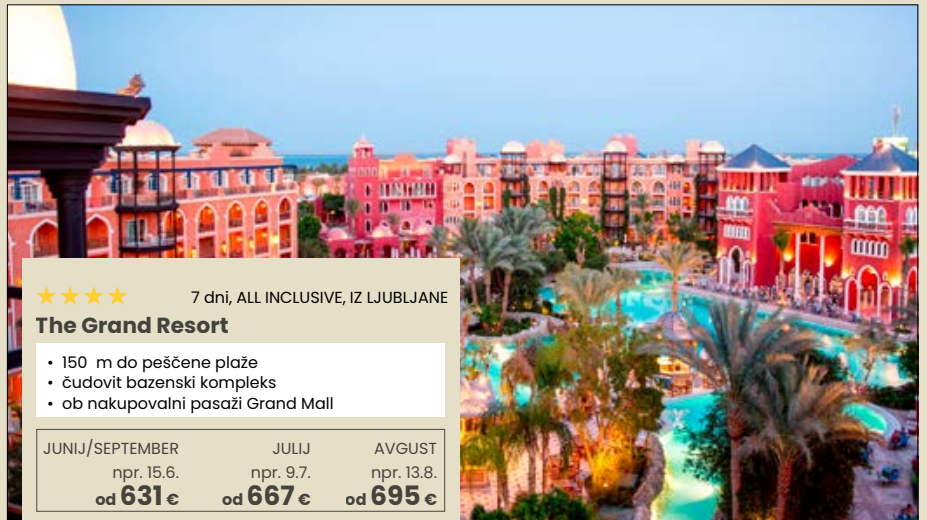 ★★★★ 7 dni, ALL INCLUSIVE, IZ LJUBLJANE
The Grand Resort
• 150 m do peščene plaže
• čudovit bazenski kompleks
• ob nakupovalni pasaži Grand Mall
JUNIJ/SEPTEMBER JULIJ AVGUST
npr. 15.6. npr. 9.7. npr. 13.8.
od 631 € od 667 € od 695 €